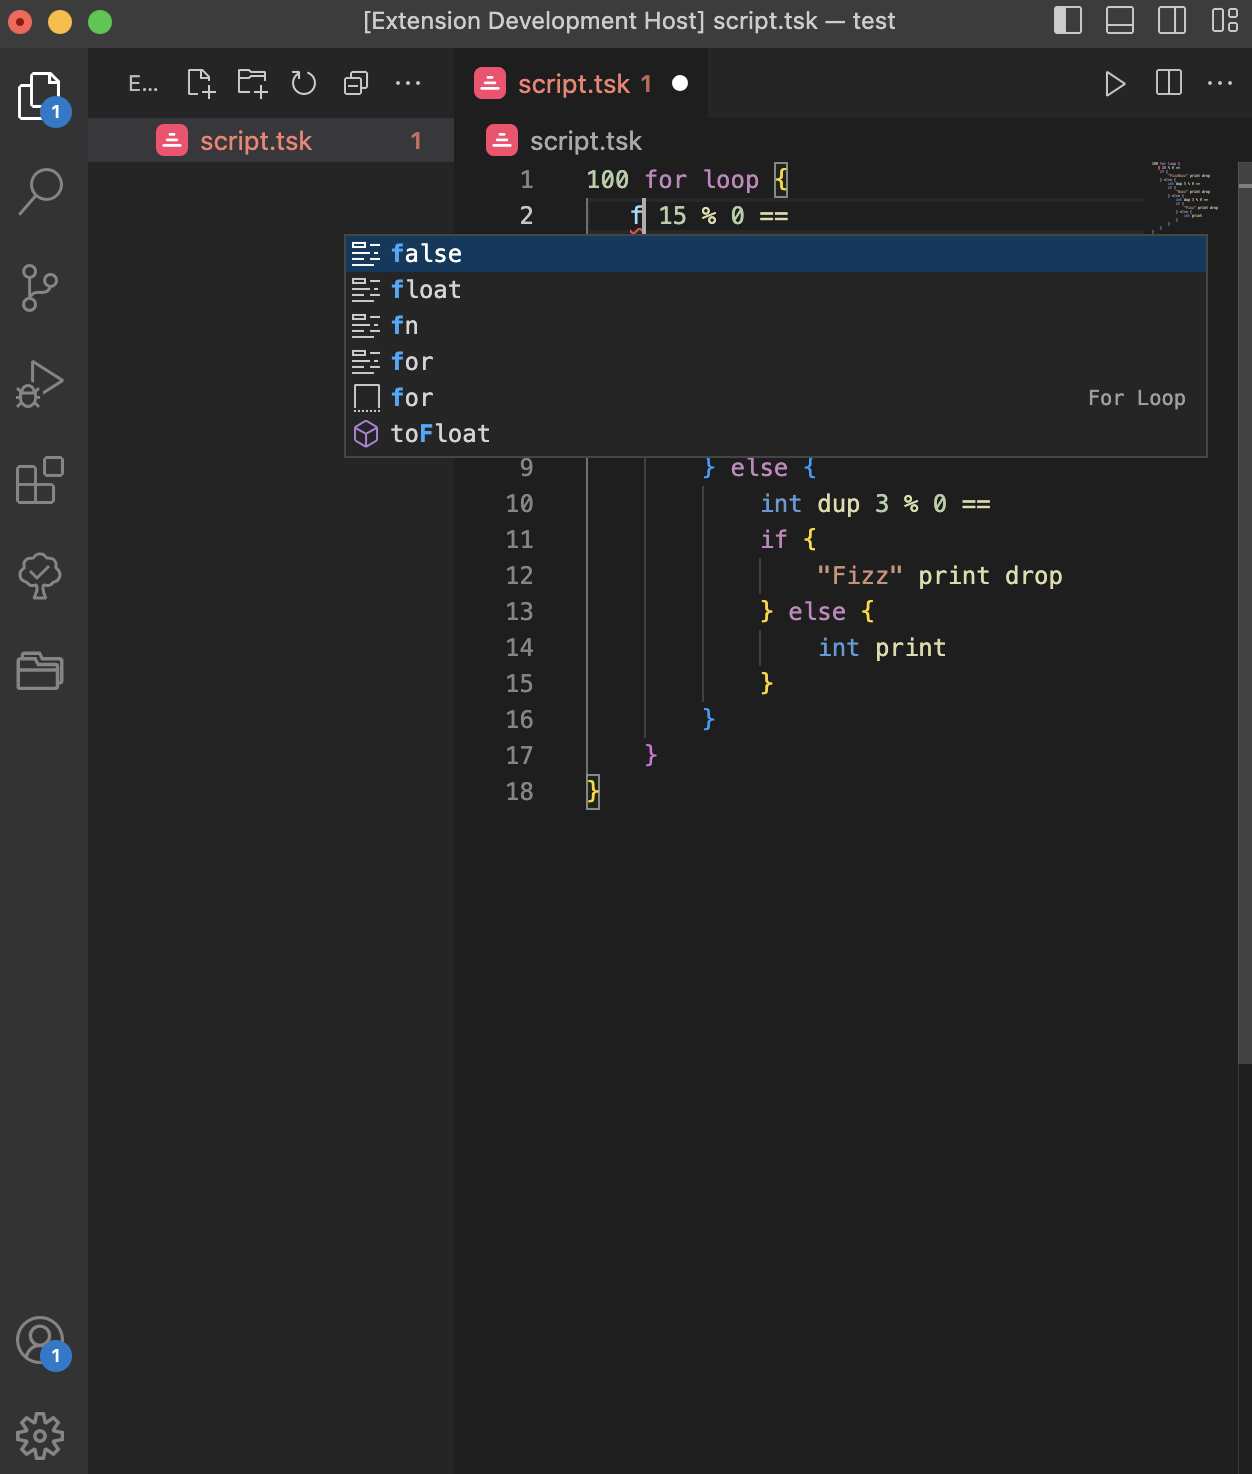 [Extension Development Host] script.tsk — test
1
E...
script.tsk 1
script.tsk 1
script.tsk
1 100 for loop {
2 f 15 % 0 ==
false
float
fn
for
for For Loop
toFloat
9 } else {
10 int dup 3 % 0 ==
11 if {
12 "Fizz" print drop
13 } else {
14 int print
15 }
16 }
17 }
18 }
1